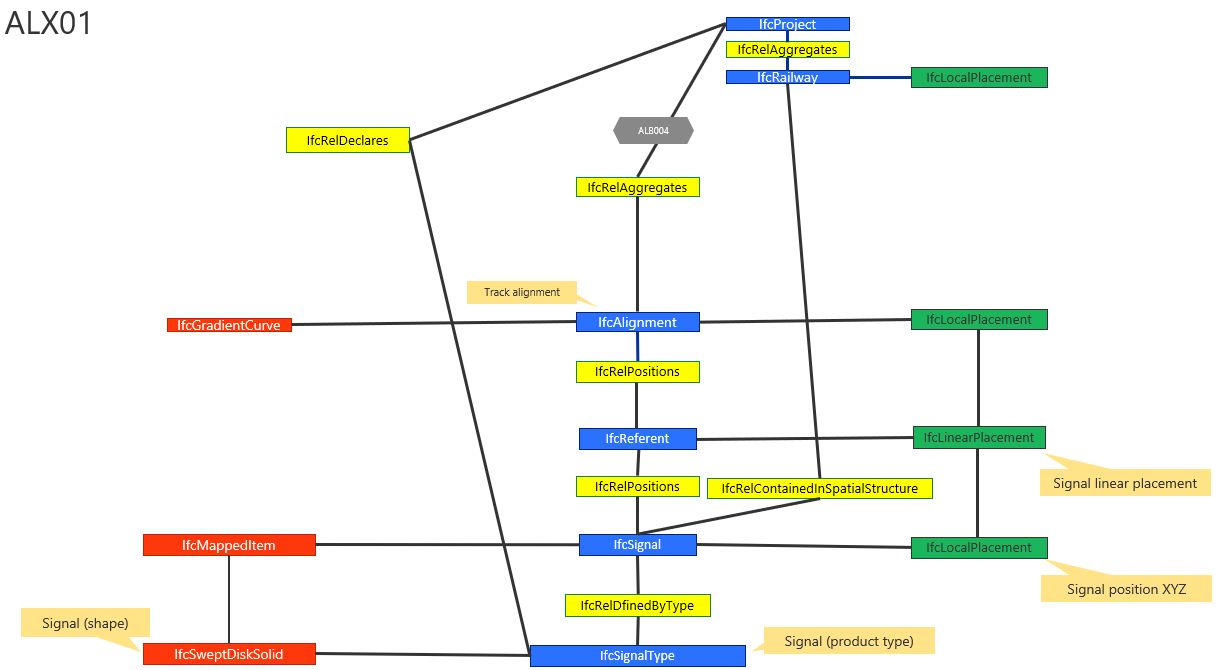 ALX01
IfcProject
IfcRelAggregates
IfcRailway
IfcLocalPlacement
ALB004
IfcRelDeclares
IfcRelAggregates
Track alignment
IfcGradientCurve
IfcAlignment
IfcLocalPlacement
IfcRelPositions
IfcReferent
IfcLinearPlacement
Signal linear placement
IfcRelPositions
IfcRelContainedInSpatialStructure
IfcMappedItem
IfcSignal
IfcLocalPlacement
Signal position XYZ
IfcRelDfinedByType
Signal (shape)
Signal (product type)
IfcSweptDiskSolid
IfcSignalType